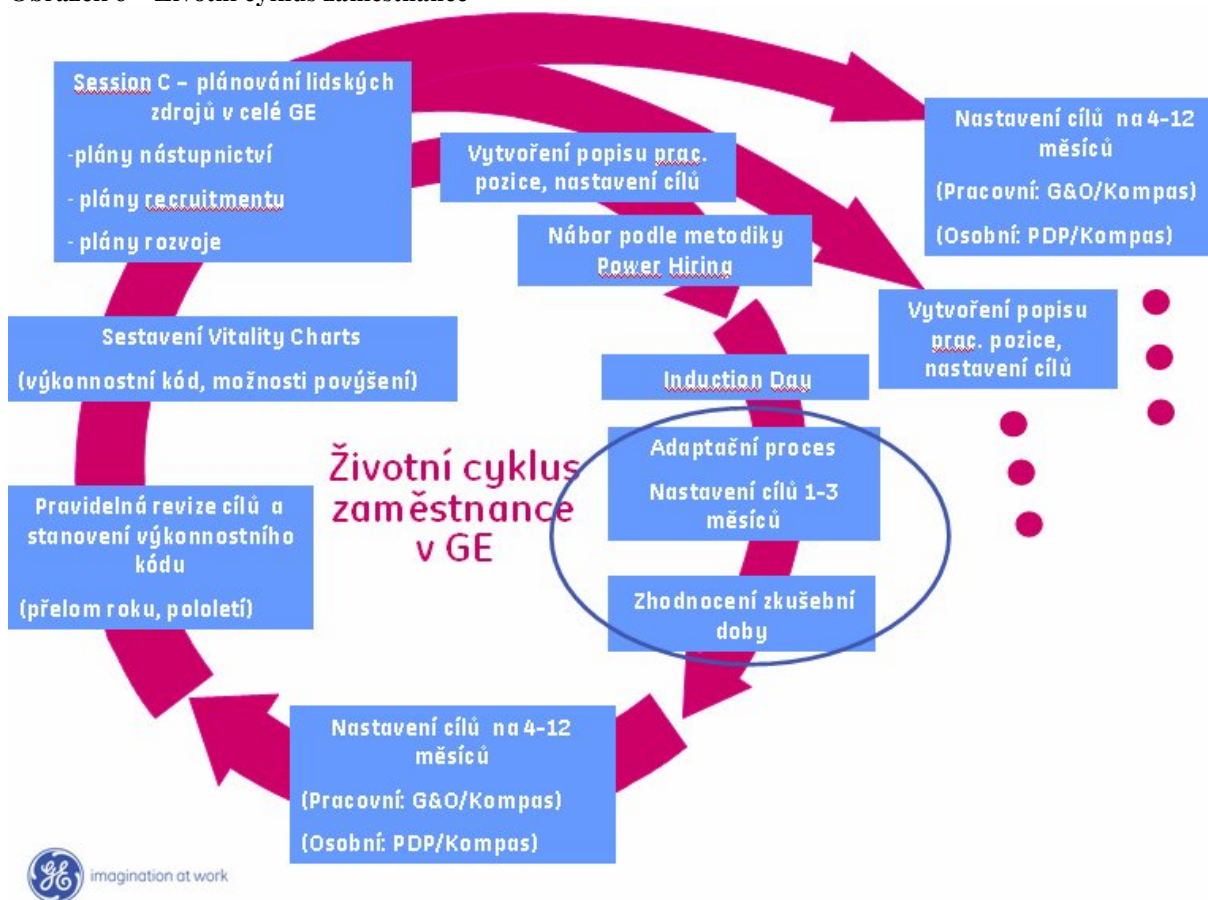 Session C – plánování lidských
zdrojů v celé GE
-plány nástupnictví
- plány recruitmentu
- plány rozvoje
Vytvoření popisu prac.
pozice, nastavení cílů
Nábor podle metodiky
Power Hiring
Nastavení cílů na 4-12
měsíců
(Pracovní: G&O/Kompas)
(Osobní: PDP/Kompas)
Vytvoření popisu
prac. pozice,
nastavení cílů
Sestavení Vitality Charts
(výkonnostní kód, možnosti povýšení)
Induction Day
Adaptační proces
Nastavení cílů 1-3
měsíců
Životní cyklus
zaměstnance
v GE
Pravidelná revize cílů a
stanovení výkonnostního
kódu
(přelom roku, pololetí)
Zhodnocení zkušební
doby
Nastavení cílů na 4-12
měsíců
(Pracovní: G&O/Kompas)
(Osobní: PDP/Kompas)
GE imagination at work